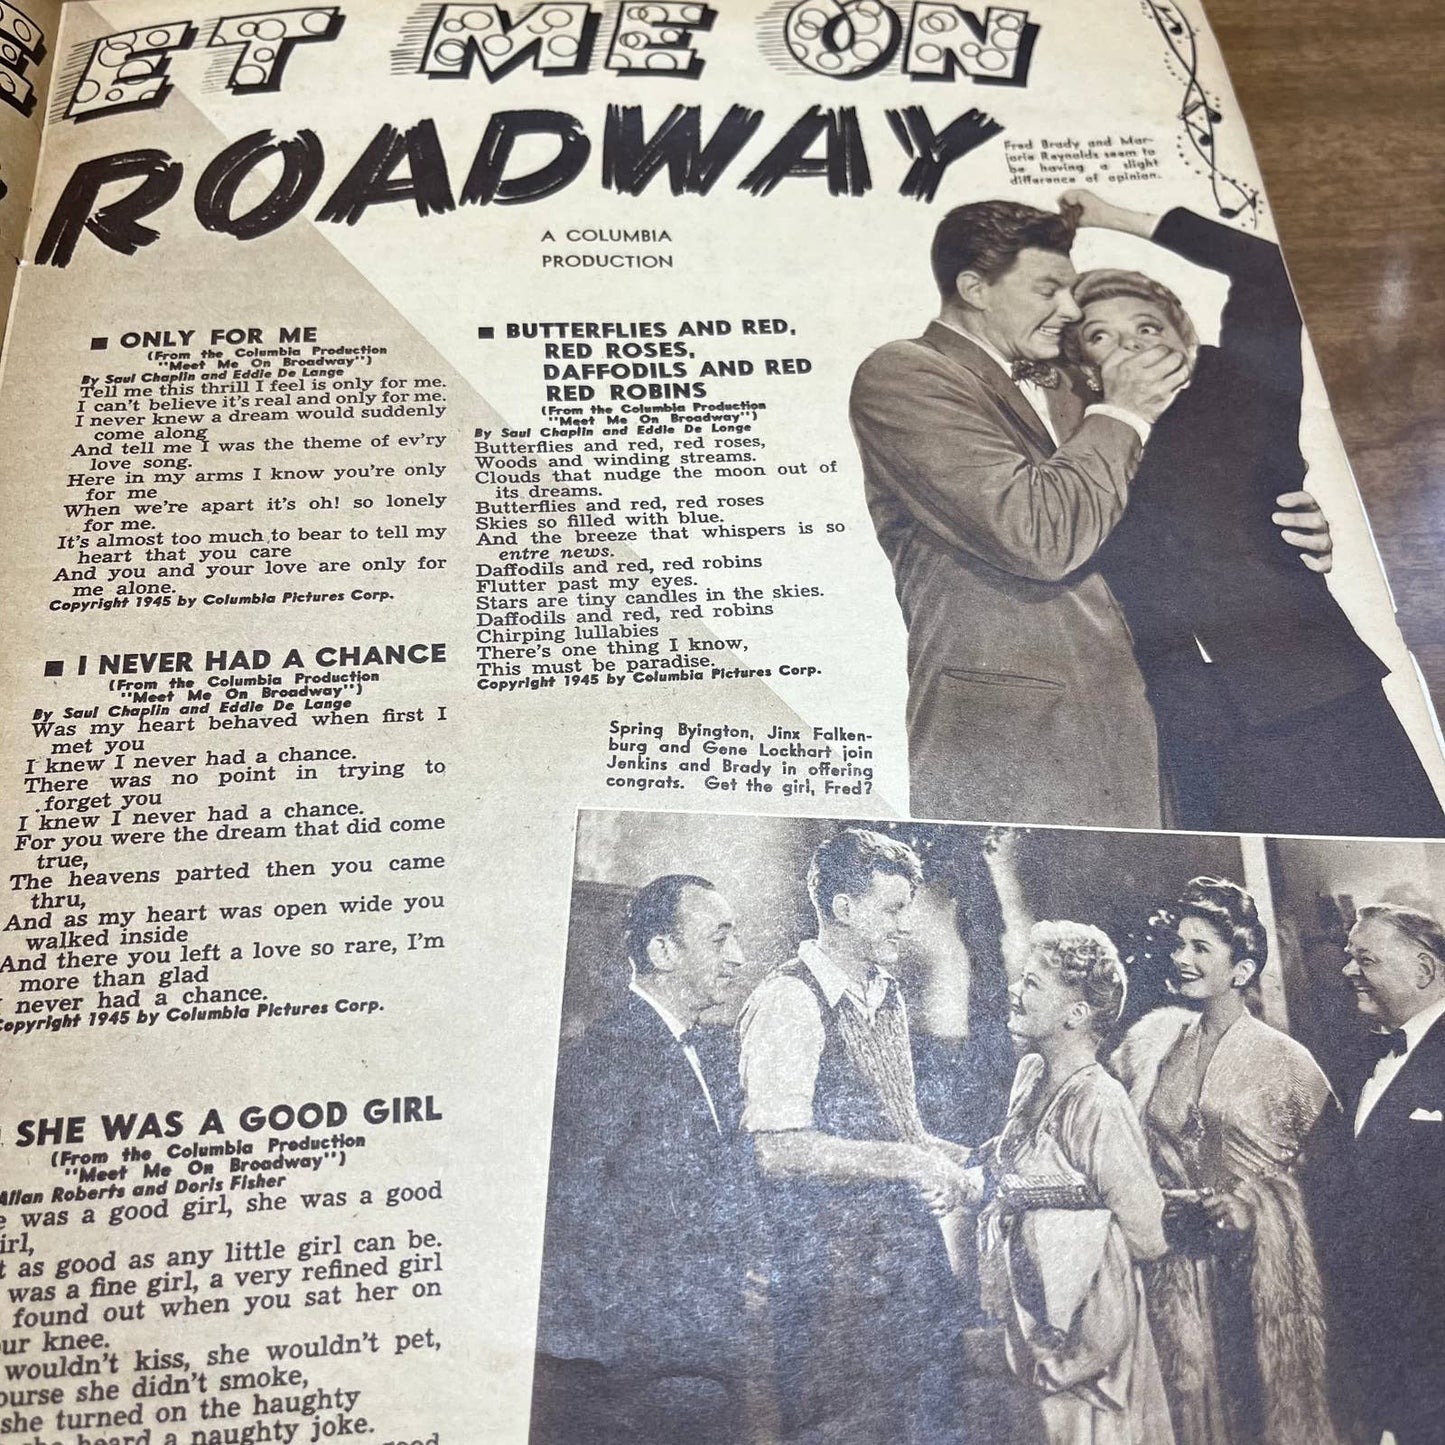 ET ME ON
ROADWAY
Fred Brady and Mar-
jorie Reynolds seem to
be having a slight
difference of opinion.
A COLUMBIA
PRODUCTION
■ ONLY FOR ME
(From the Columbia Production
"Meet Me On Broadway")
By Saul Chaplin and Eddie De Lange
Tell me this thrill I feel is only for me.
I can't believe it's real and only for me.
I never knew a dream would suddenly
come along
And tell me I was the theme of ev'ry
love song.
Here in my arms I know you're only
for me
When we're apart it's oh! so lonely
for me.
It's almost too much to bear to tell my
heart that you care
And you and your love are only for
me alone.
Copyright 1945 by Columbia Pictures Corp.
■ I NEVER HAD A CHANCE
(From the Columbia Production
"Meet Me On Broadway")
By Saul Chaplin and Eddie De Lange
Was my heart behaved when first I
met you
I knew I never had a chance.
There was no point in trying to
forget you
I knew I never had a chance.
For you were the dream that did come
true,
The heavens parted then you came
thru,
And as my heart was open wide you
walked inside
And there you left a love so rare, I'm
more than glad
I never had a chance.
Copyright 1945 by Columbia Pictures Corp.
SHE WAS A GOOD GIRL
(From the Columbia Production
"Meet Me On Broadway")
Allan Roberts and Doris Fisher
was a good girl, she was a good
irl,
as good as any little girl can be.
was a fine girl, a very refined girl
found out when you sat her on
ur knee.
wouldn't kiss, she wouldn't pet,
ourse she didn't smoke,
she turned on the haughty
heard a naughty joke.
good
■ BUTTERFLIES AND RED,
RED ROSES,
DAFFODILS AND RED
RED ROBINS
(From the Columbia Production
"Meet Me On Broadway")
By Saul Chaplin and Eddie De Longe
Butterflies and red, red roses,
Woods and winding streams.
Clouds that nudge the moon out of
its dreams.
Butterflies and red, red roses
Skies so filled with blue.
And the breeze that whispers is so
entre news.
Daffodils and red, red robins
Flutter past my eyes.
Stars are tiny candles in the skies.
Daffodils and red, red robins
Chirping lullabies
There's one thing I know,
This must be paradise.
Copyright 1945 by Columbia Pictures Corp.
Spring Byington, Jinx Falken-
burg and Gene Lockhart join
Jenkins and Brady in offering
congrats. Get the girl, Fred?